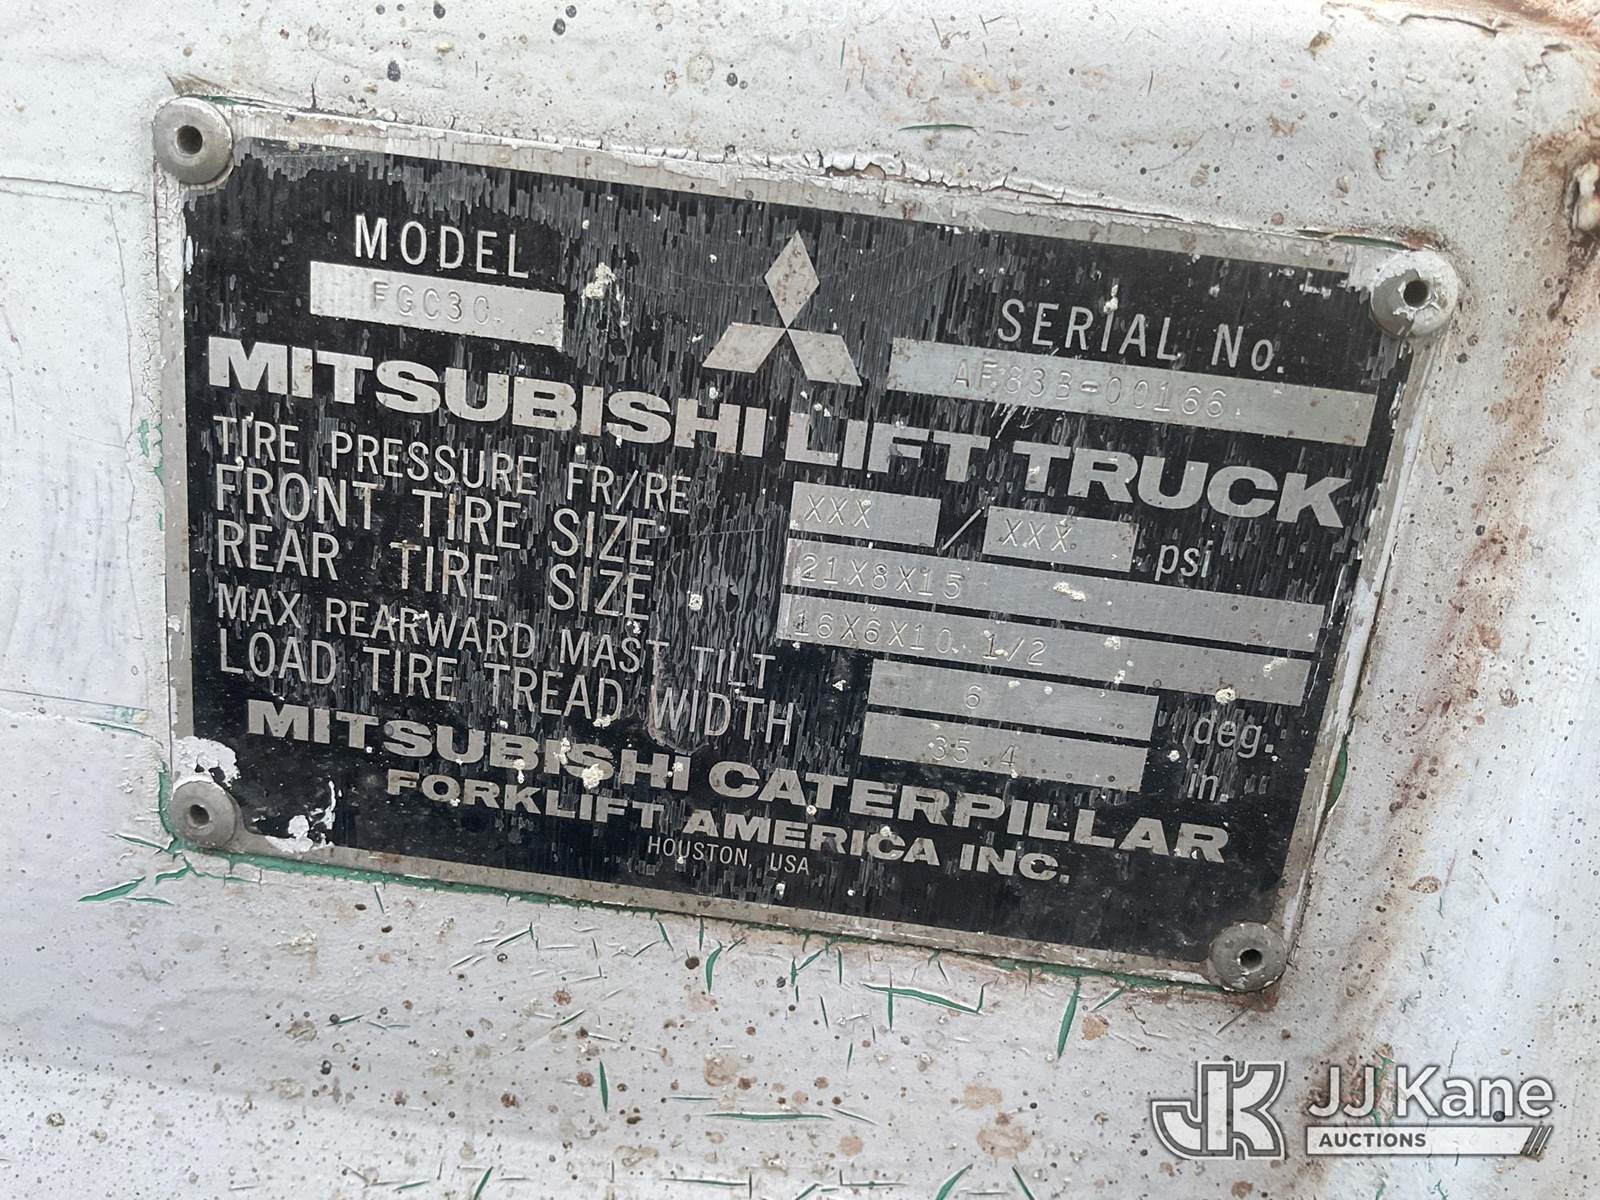 MODEL
FGC30
SERIAL No.
AF83B-00166
MITSUBISHI LIFT TRUCK
TIRE PRESSURE FR/RE XXX / XXX psi
FRONT TIRE SIZE 21X8X15
REAR TIRE SIZE 16X6X10 1/2
MAX REARWARD MAST TILT 6 deg.
LOAD TIRE TREAD WIDTH 35.4 in.
MITSUBISHI CATERPILLAR
FORKLIFT AMERICA INC.
HOUSTON, USA
JK JJ Kane
AUCTIONS